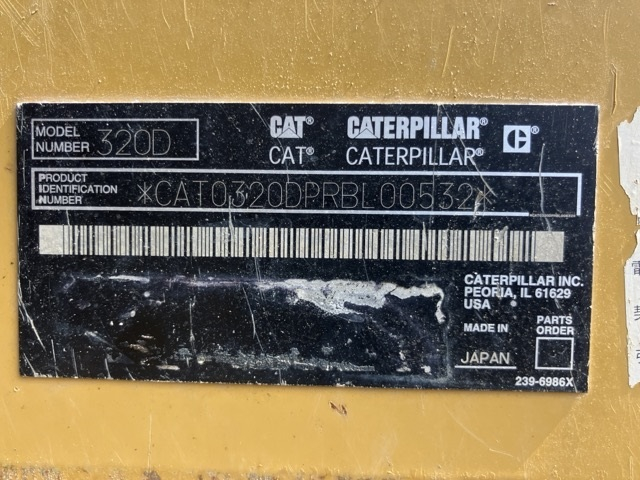 MODEL NUMBER 320D
CAT® CATERPILLAR® C®
CAT® CATERPILLAR®
PRODUCT IDENTIFICATION NUMBER *CAT0320DPRBL00532*
CATERPILLAR INC.
PEORIA, IL 61629
USA
MADE IN
JAPAN
PARTS ORDER
239-6986X
電